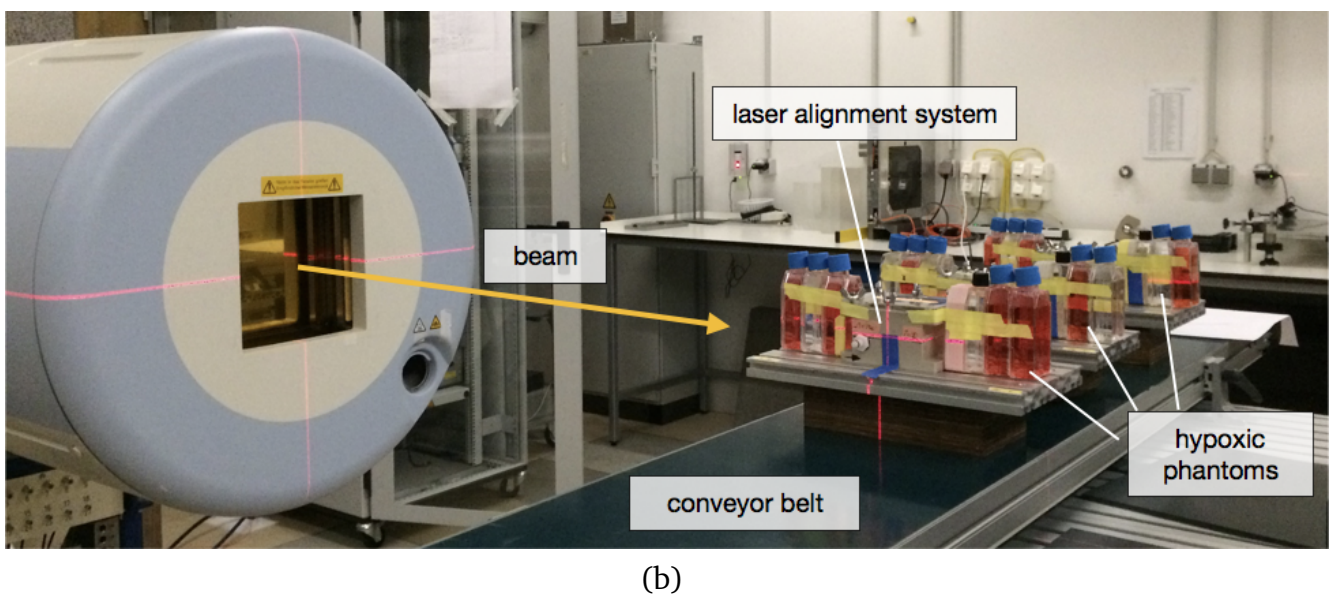 laser alignment system
beam
hypoxic
phantoms
conveyor belt
(b)